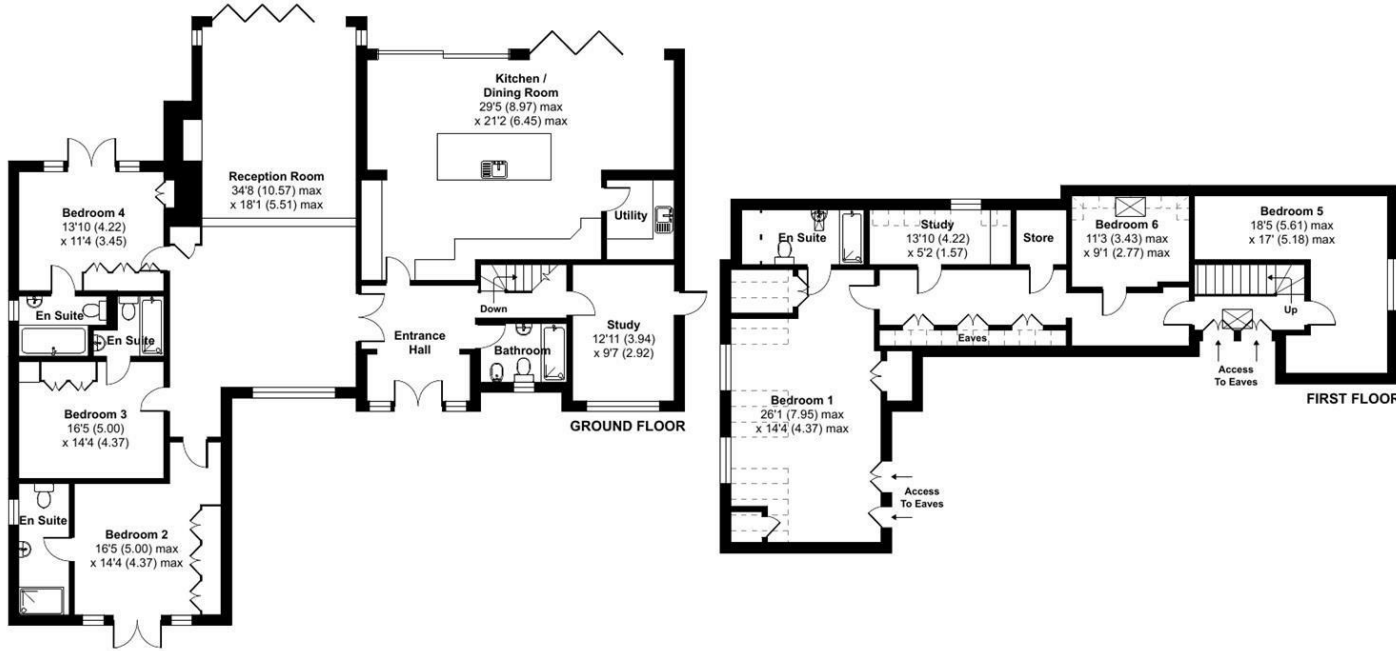 Kitchen /
Dining Room
29'5 (8.97) max
x 21'2 (6.45) max
Reception Room
34'8 (10.57) max
x 18'1 (5.51) max
Utility
Bedroom 4
13'10 (4.22)
x 11'4 (3.45)
En Suite
En Suite
Down
Entrance
Hall
Bathroom
Study
12'11 (3.94)
x 9'7 (2.92)
Bedroom 3
16'5 (5.00)
x 14'4 (4.37)
GROUND FLOOR
En Suite
Bedroom 2
16'5 (5.00) max
x 14'4 (4.37) max
En Suite
Study
13'10 (4.22)
x 5'2 (1.57)
Store
Bedroom 6
11'3 (3.43) max
x 9'1 (2.77) max
Bedroom 5
18'5 (5.61) max
x 17' (5.18) max
Up
Eaves
Access
To Eaves
Bedroom 1
26'1 (7.95) max
x 14'4 (4.37) max
Access
To Eaves
FIRST FLOOR